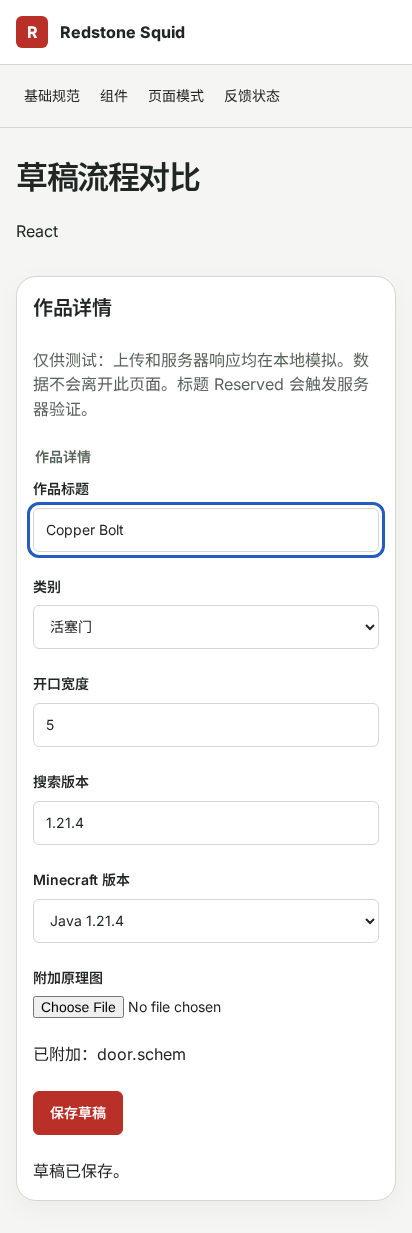 R Redstone Squid
基础规范 组件 页面模式 反馈状态
草稿流程对比
React
作品详情
仅供测试：上传和服务器响应均在本地模拟。数
据不会离开此页面。标题 Reserved 会触发服务
器验证。
作品详情
作品标题
Copper Bolt
类别
活塞门
开口宽度
5
搜索版本
1.21.4
Minecraft 版本
Java 1.21.4
附加原理图
Choose File No file chosen
已附加：door.schem
保存草稿
草稿已保存。